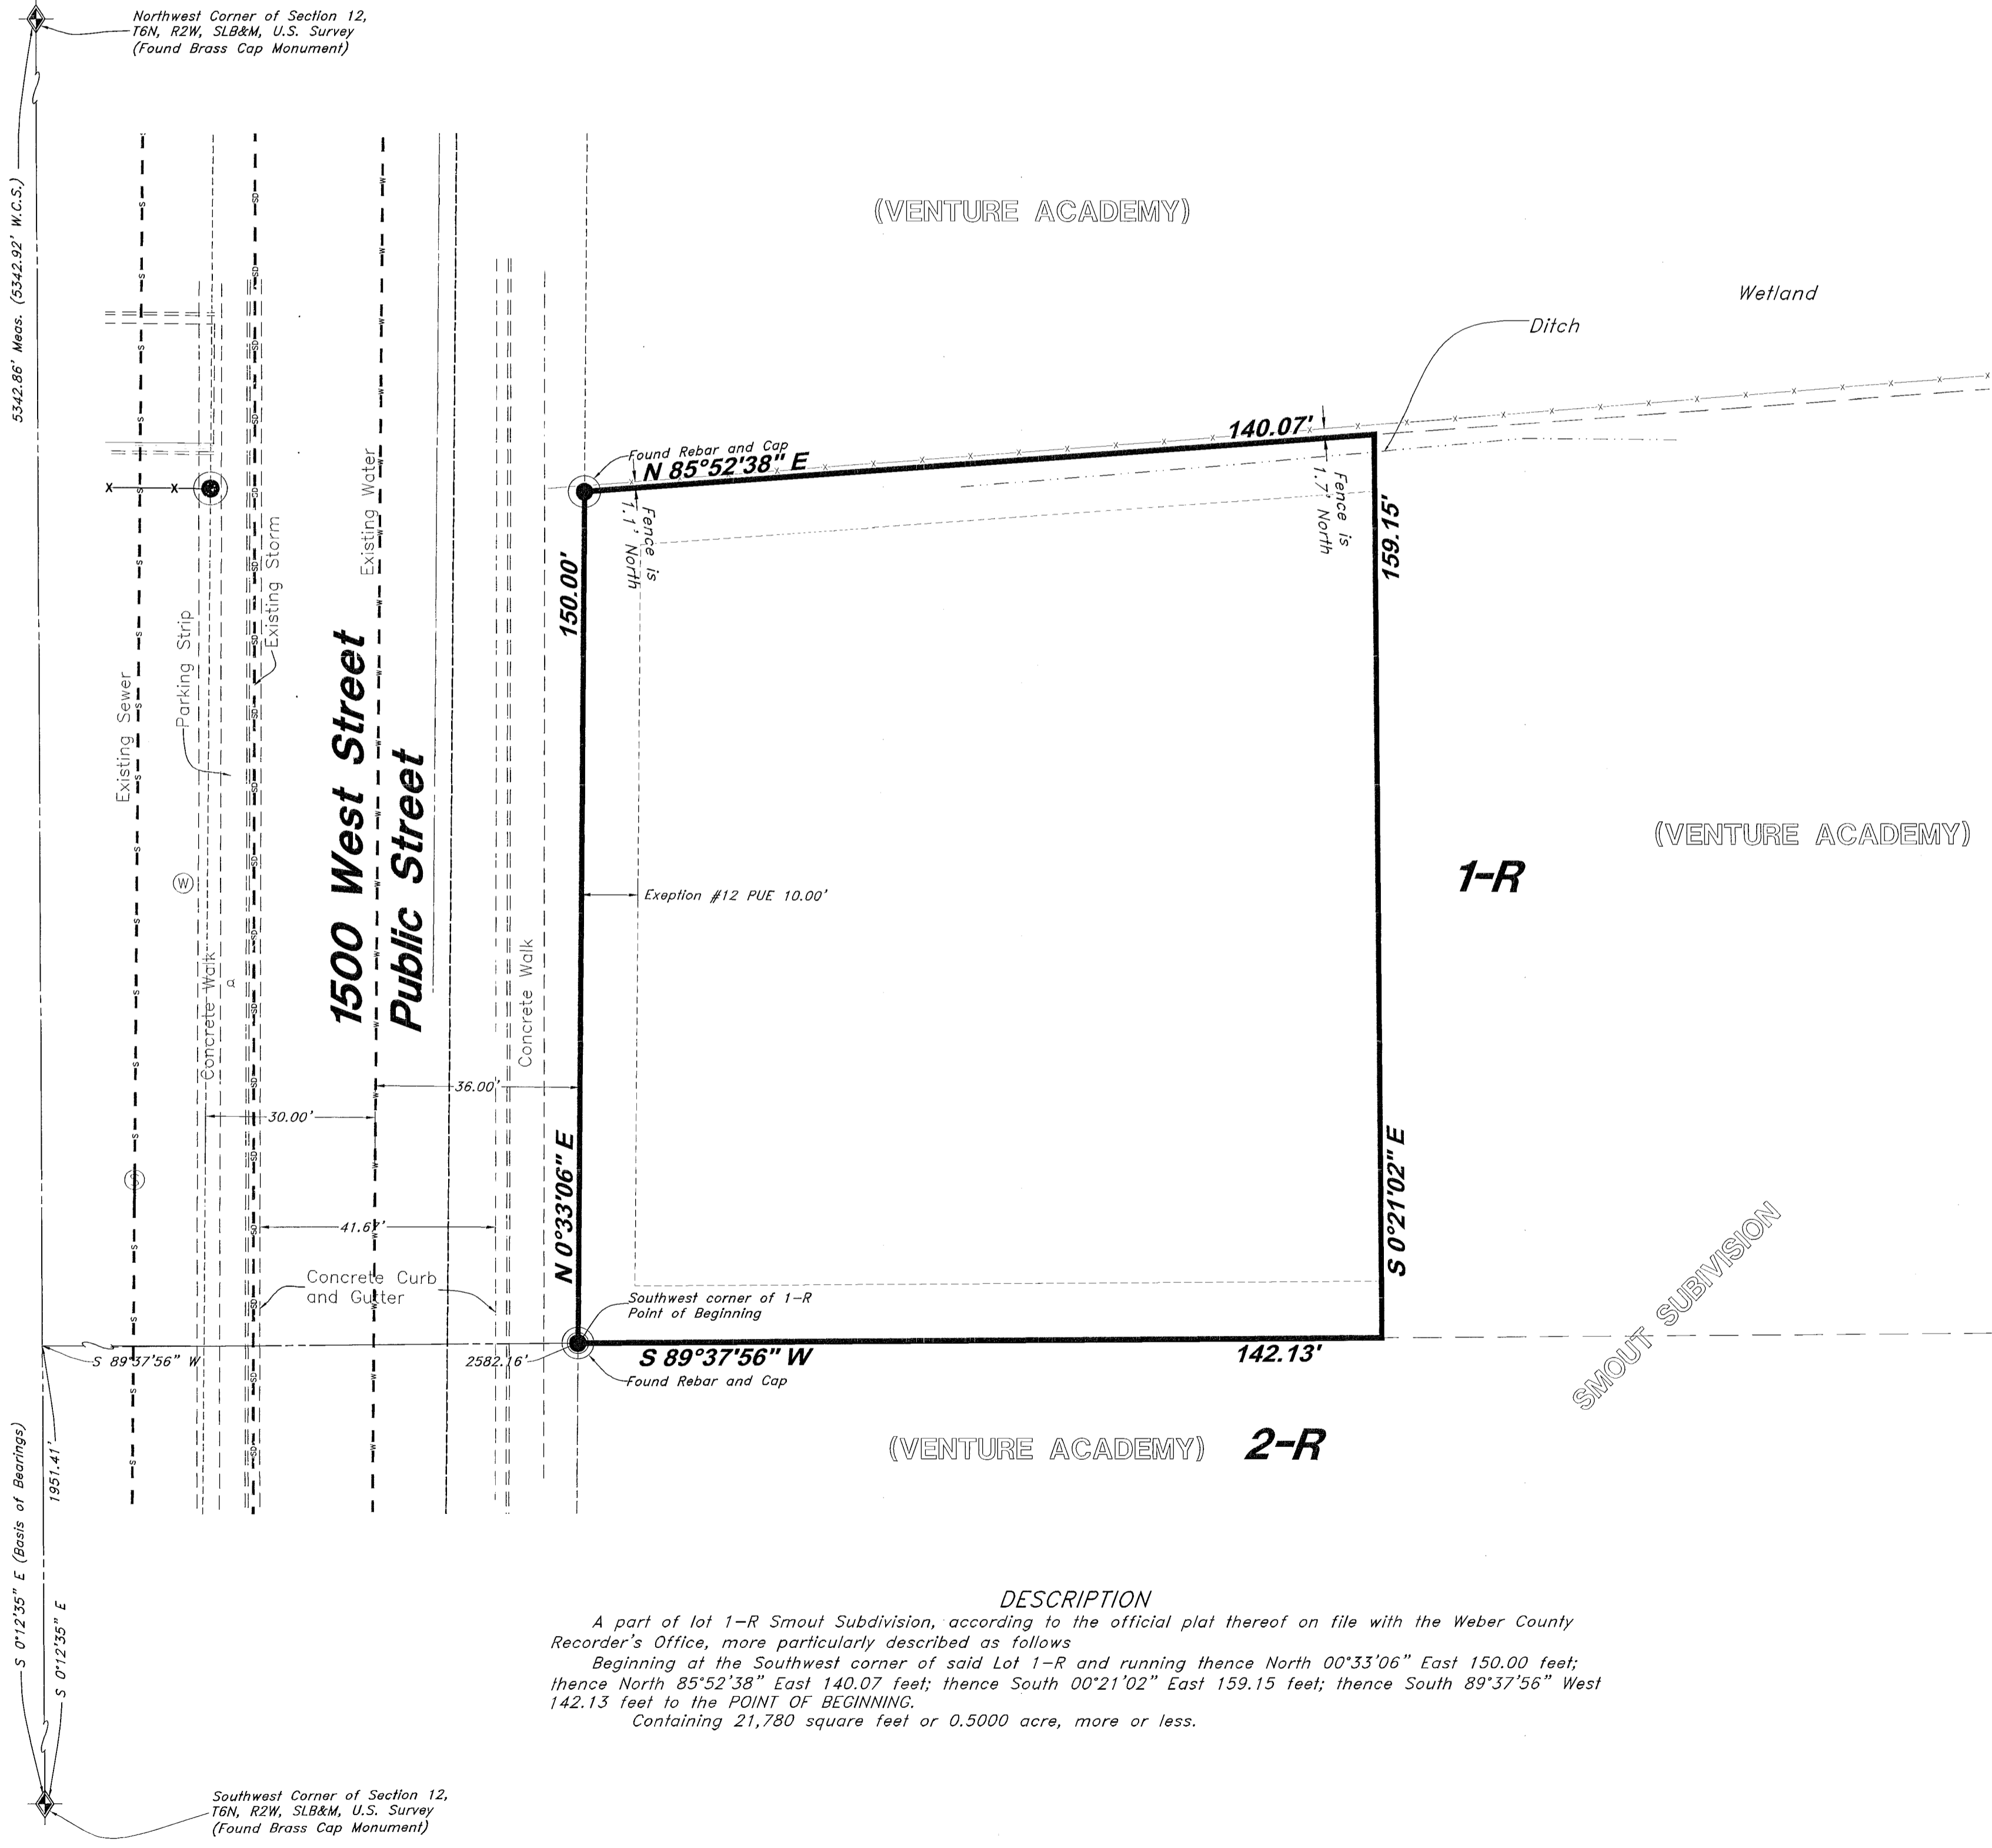 Northwest Corner of Section 12,
T6N, R2W, SLB&M, U.S. Survey
(Found Brass Cap Monument)
5342.86' Meas. (5342.92' W.C.S.)
(VENTURE ACADEMY)
Wetland
Ditch
140.07'
Found Rebar and Cap
N 85°52'38" E
Fence is
1.1' North
Fence is
1.7' North
159.15'
150.00'
Existing Water
Existing Storm
Parking Strip
Existing Sewer
1500 West Street
Public Street
(VENTURE ACADEMY)
1-R
W
Exeption #12 PUE 10.00'
Concrete Walk
Concrete Walk
36.00'
30.00'
S
41.67'
N 0°33'06" E
S 0°21'02" E
Concrete Curb
and Gutter
Southwest corner of 1-R
Point of Beginning
SMOUT SUBIVISION
S 89°37'56" W
2582.16'
S 89°37'56" W
142.13'
Found Rebar and Cap
(VENTURE ACADEMY)
2-R
1951.41'
S 0°12'35" E (Basis of Bearings)
S 0°12'35" E
DESCRIPTION
A part of lot 1-R Smout Subdivision, according to the official plat thereof on file with the Weber County
Recorder's Office, more particularly described as follows
Beginning at the Southwest corner of said Lot 1-R and running thence North 00°33'06" East 150.00 feet;
thence North 85°52'38" East 140.07 feet; thence South 00°21'02" East 159.15 feet; thence South 89°37'56" West
142.13 feet to the POINT OF BEGINNING.
Containing 21,780 square feet or 0.5000 acre, more or less.
Southwest Corner of Section 12,
T6N, R2W, SLB&M, U.S. Survey
(Found Brass Cap Monument)